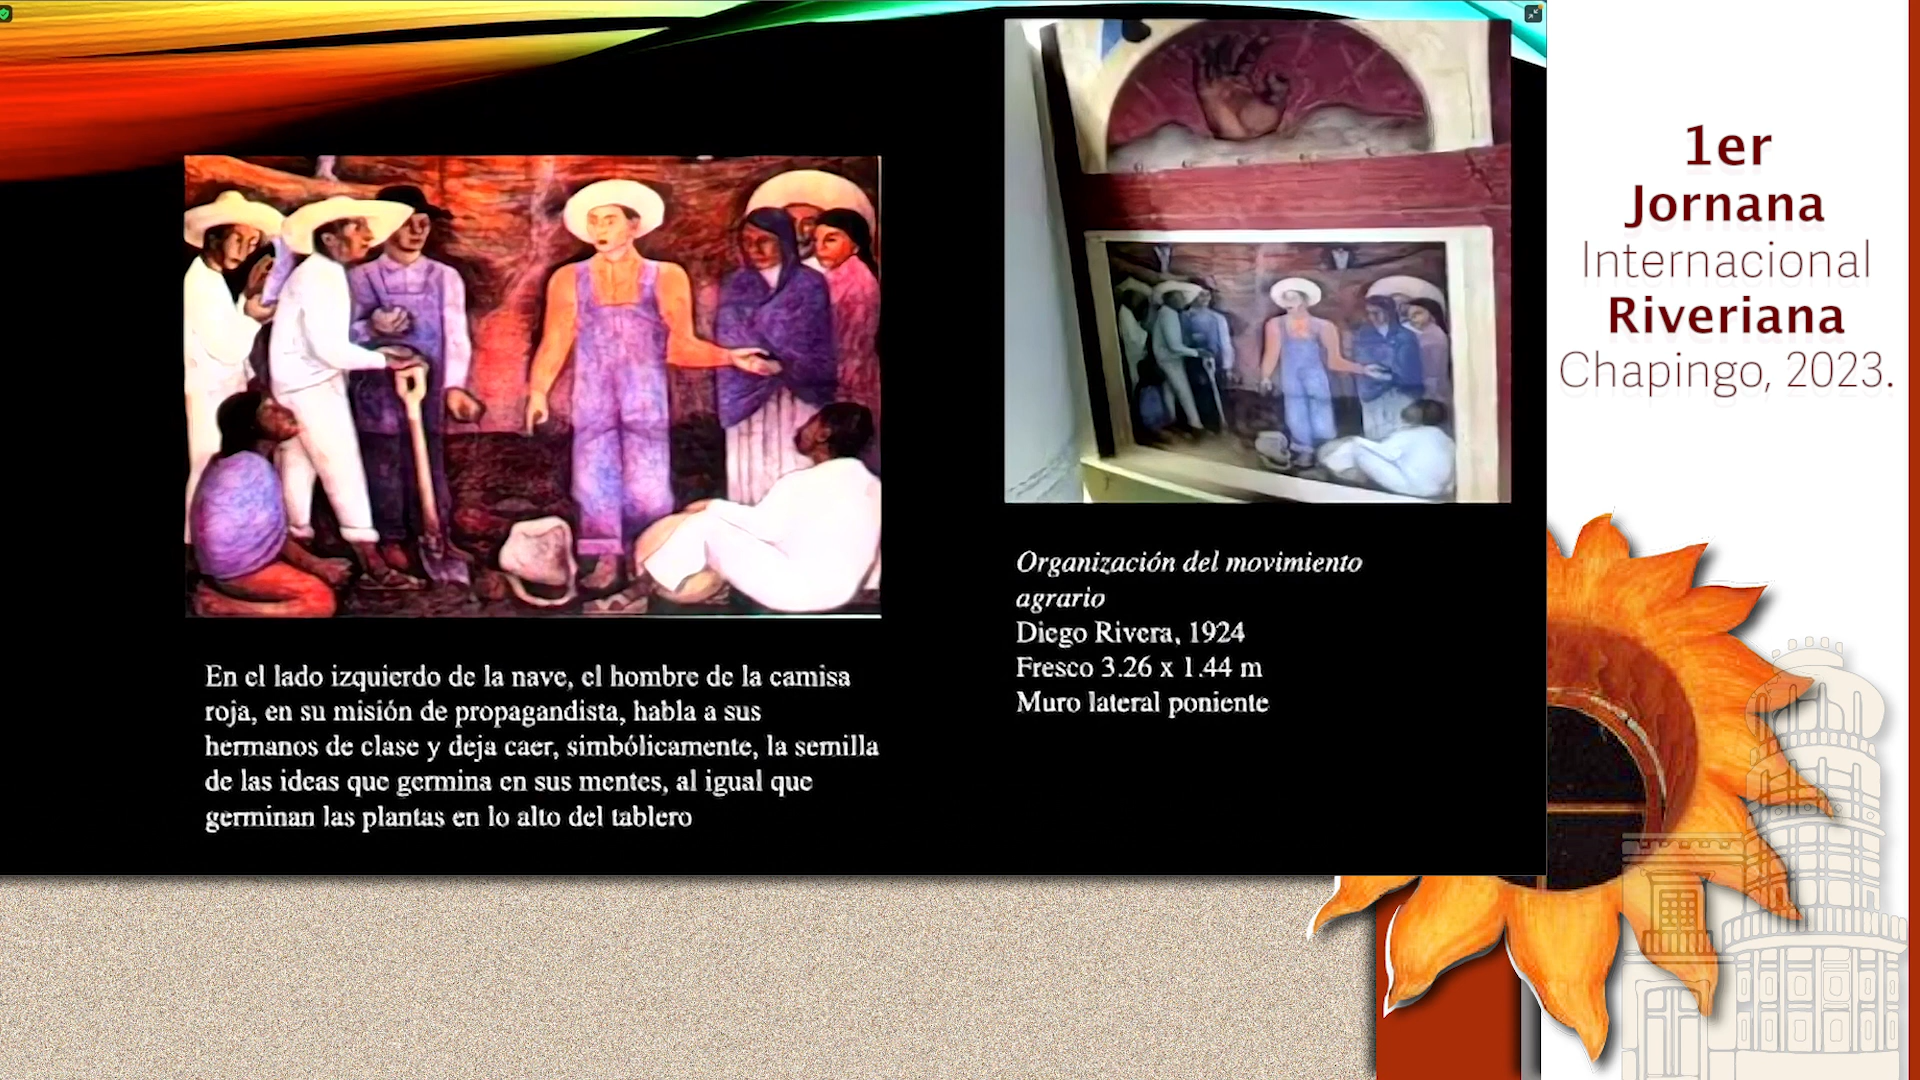 1er
Jornana
Internacional
Riveriana
Chapingo, 2023.
Organización del movimiento
agrario
Diego Rivera, 1924
Fresco 3.26 x 1.44 m
Muro lateral poniente
En el lado izquierdo de la nave, el hombre de la camisa
roja, en su misión de propagandista, habla a sus
hermanos de clase y deja caer, simbólicamente, la semilla
de las ideas que germina en sus mentes, al igual que
germinan las plantas en lo alto del tablero